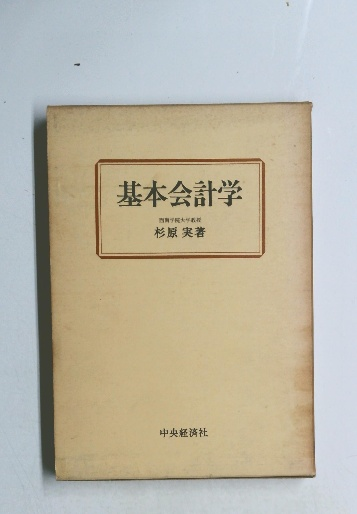 基本会計学
西南学院大学教授
杉原 実著
中央経済社